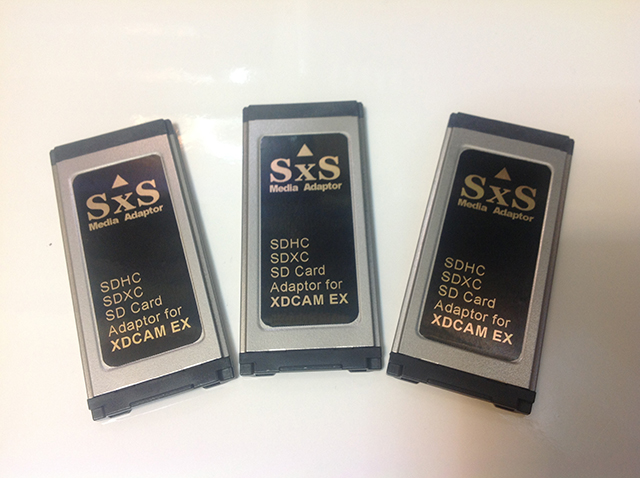 SxS
Media Adaptor
SDHC
SDXC
SD Card
Adaptor for
XDCAM EX
SxS
Media Adaptor
SDHC
SDXC
SD Card
Adaptor for
XDCAM EX
SxS
Media Adaptor
SDHC
SDXC
SD Card
Adaptor for
XDCAM EX